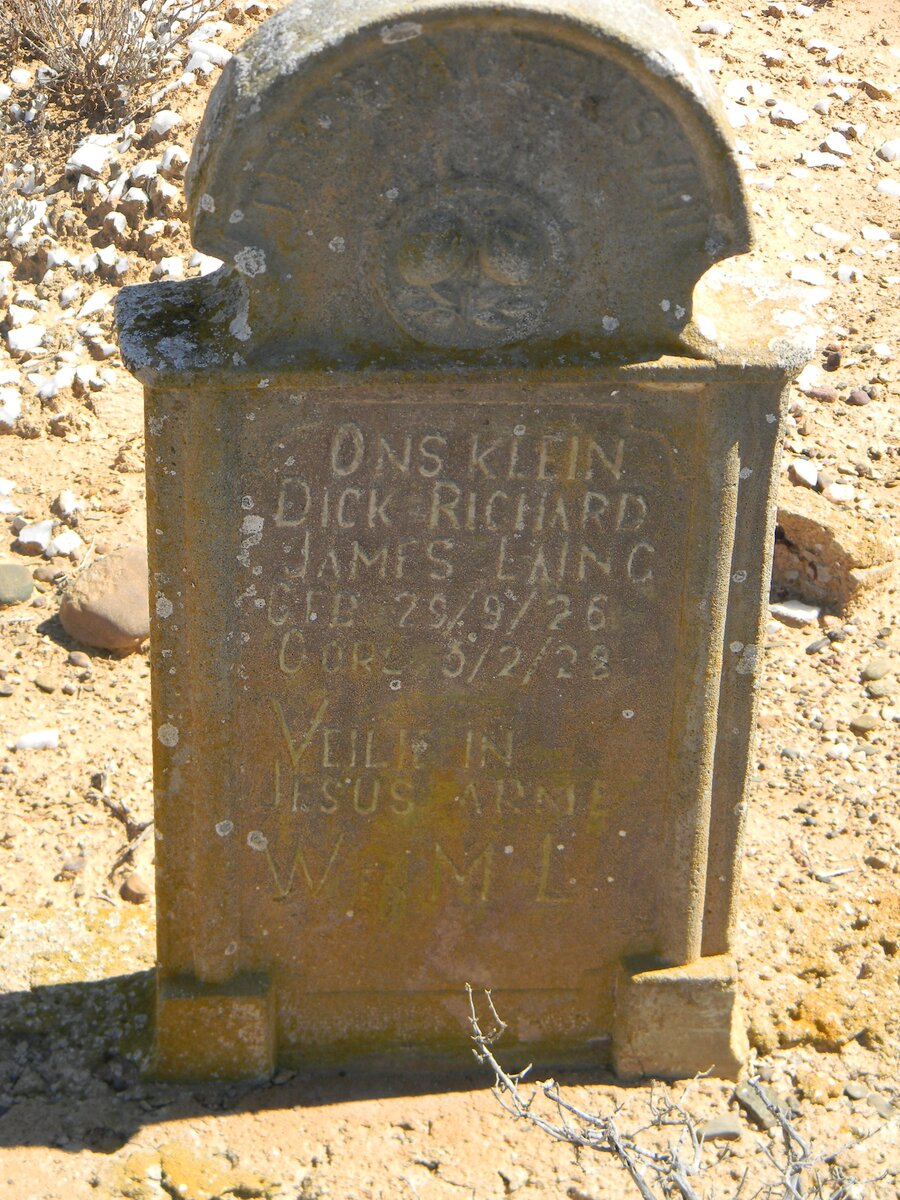 ONS KLEIN
DICK RICHARD
JAMES LAING
GEB 29/9/26
OORL 5/2/28
VEILIG IN
JESUS ARME
M L